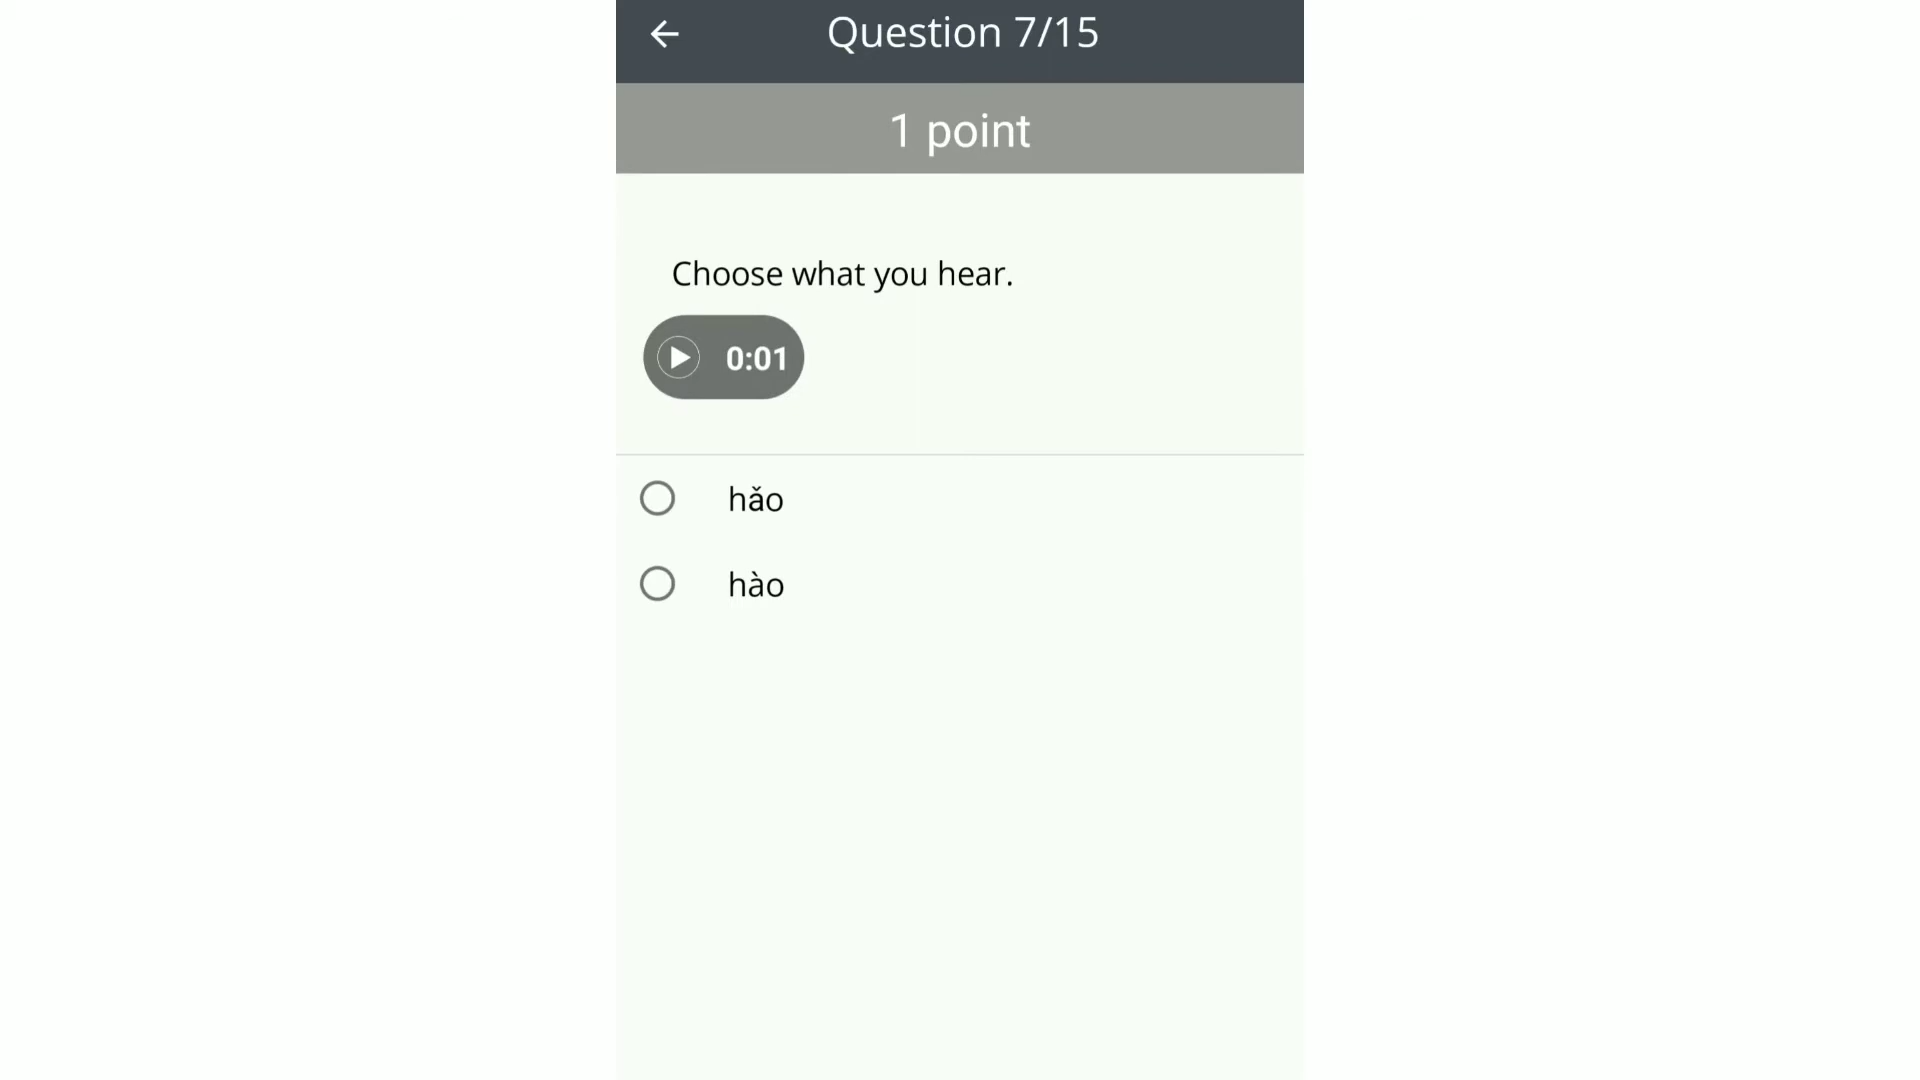 Question 7/15
1 point
Choose what you hear.
0:01
hǎo
hào